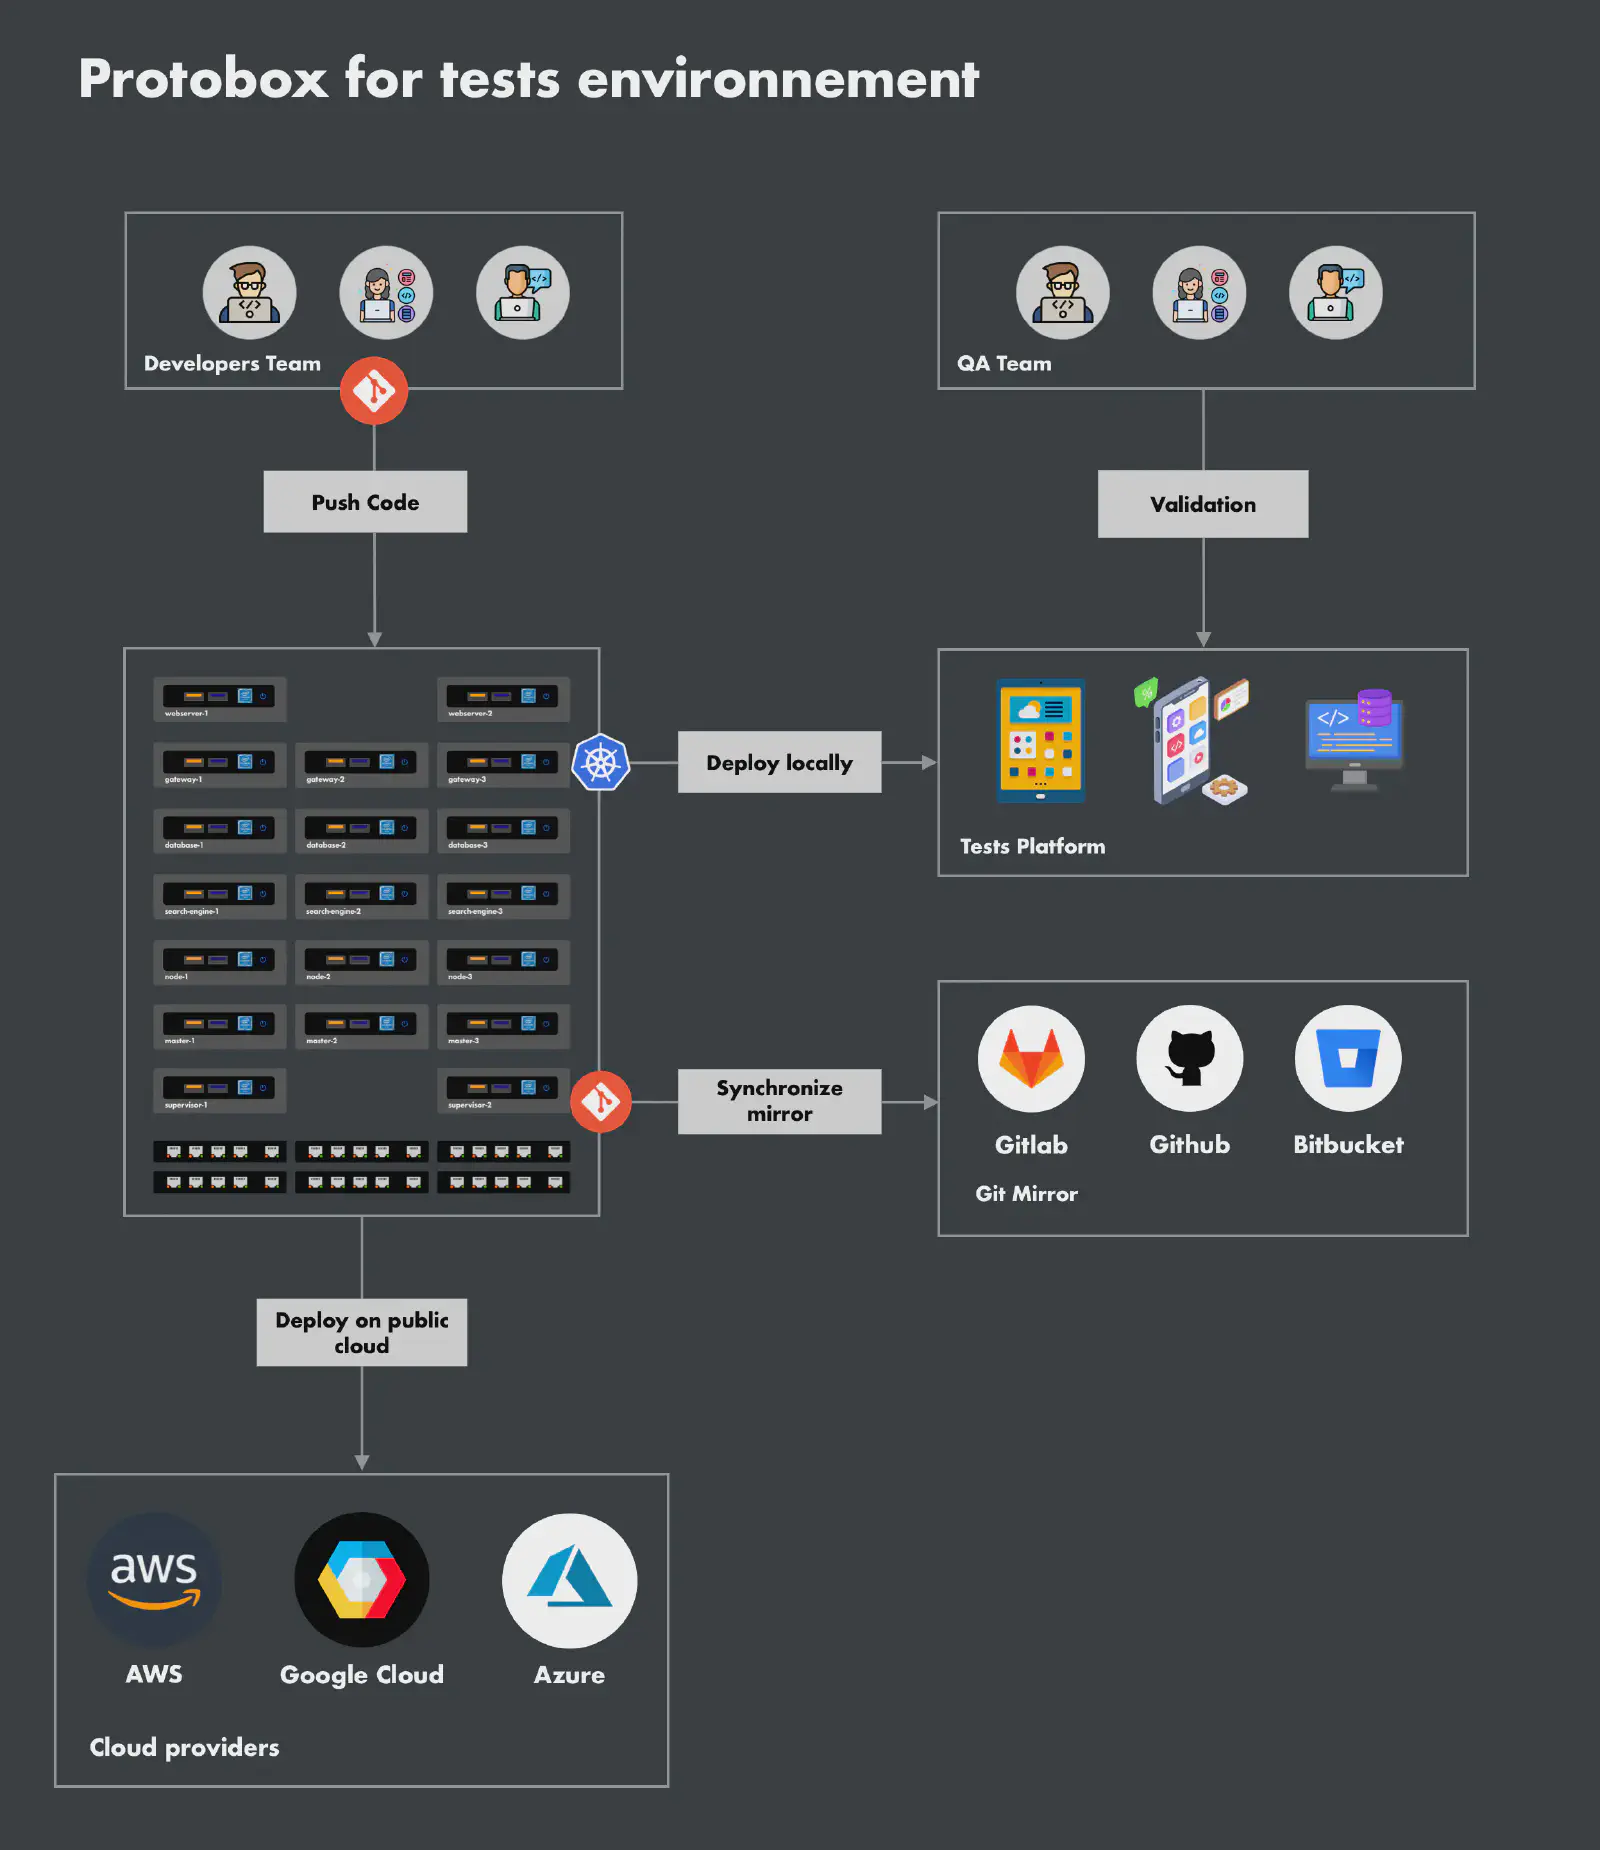 Protobox for tests environnement
Developers Team
QA Team
Push Code
Validation
webserver-1
webserver-2
gateway-1
gateway-2
gateway-3
Deploy locally
database-1
database-2
database-3
Tests Platform
search-engine-1
search-engine-2
search-engine-3
node-1
node-2
node-3
master-1
master-2
master-3
supervisor-1
supervisor-2
Synchronize
mirror
Gitlab
Github
Bitbucket
Git Mirror
Deploy on public
cloud
aws
AWS
Google Cloud
Azure
Cloud providers